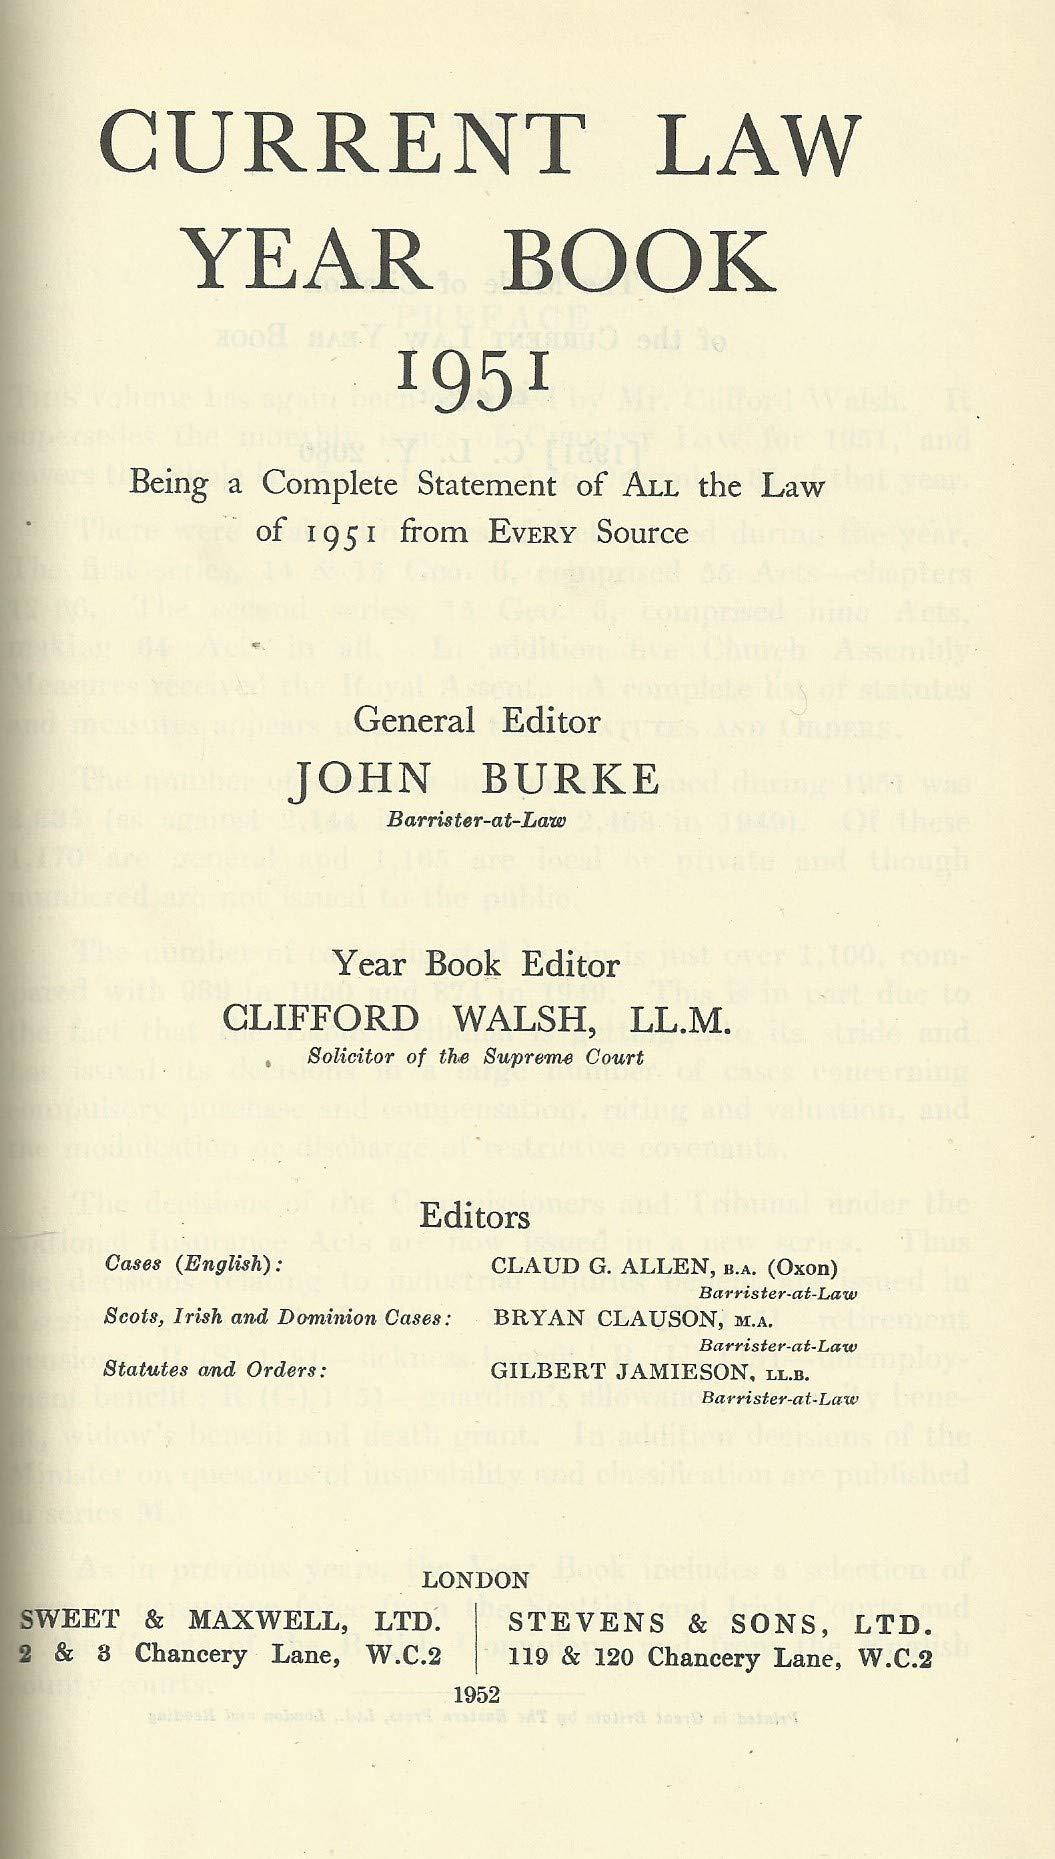 CURRENT LAW
YEAR BOOK
1951
Being a Complete Statement of ALL the Law
of 1951 from EVERY Source
General Editor
JOHN BURKE
Barrister-at-Law
Year Book Editor
CLIFFORD WALSH, LL.M.
Solicitor of the Supreme Court
Editors
Cases (English): CLAUD G. ALLEN, B.A. (Oxon)
Barrister-at-Law
Scots, Irish and Dominion Cases: BRYAN CLAUSON, M.A.
Barrister-at-Law
Statutes and Orders: GILBERT JAMIESON, LL.B.
Barrister-at-Law
LONDON
SWEET & MAXWELL, LTD. STEVENS & SONS, LTD.
2 & 3 Chancery Lane, W.C.2 119 & 120 Chancery Lane, W.C.2
1952